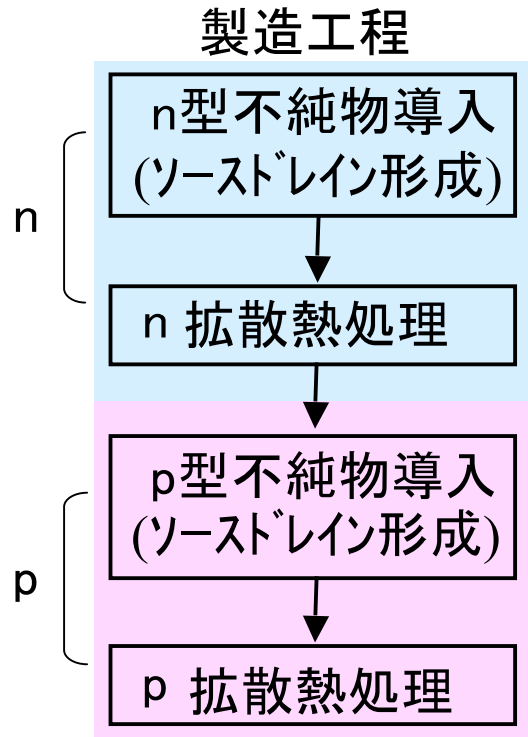 製造工程
n型不純物導入
(ソースドレイン形成)
n
n 拡散熱処理
p型不純物導入
(ソースドレイン形成)
p
p 拡散熱処理